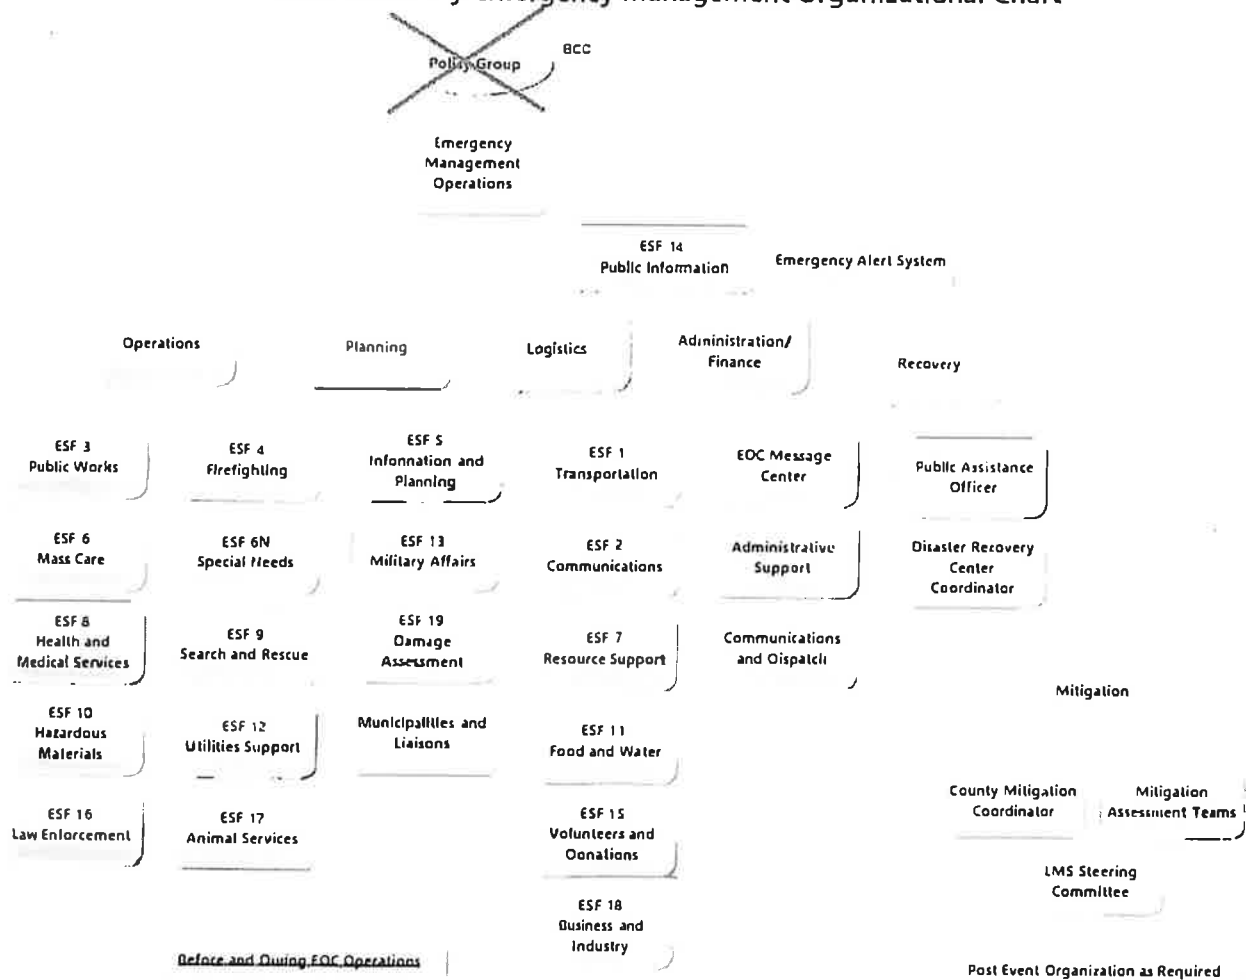 Emergency Management Organizational Chart
BCC
Policy Group
Emergency
Management
Operations
ESF 14
Public Information
Emergency Alert System
Operations
Planning
Logistics
Administration/
Finance
Recovery
ESF 3
Public Works
ESF 4
Firefighting
ESF 5
Information and
Planning
ESF 1
Transportation
EOC Message
Center
Public Assistance
Officer
ESF 6
Mass Care
ESF 6N
Special Needs
ESF 13
Military Affairs
ESF 2
Communications
Administrative
Support
Disaster Recovery
Center
Coordinator
ESF 8
Health and
Medical Services
ESF 9
Search and Rescue
ESF 19
Damage
Assessment
ESF 7
Resource Support
Communications
and Dispatch
Mitigation
ESF 10
Hazardous
Materials
ESF 12
Utilities Support
Municipalities and
Liaisons
ESF 11
Food and Water
County Mitigation
Coordinator
Mitigation
Assessment Teams
ESF 16
Law Enforcement
ESF 17
Animal Services
ESF 15
Volunteers and
Donations
LMS Steering
Committee
ESF 18
Business and
Industry
Before and During EOC Operations
Post Event Organization as Required